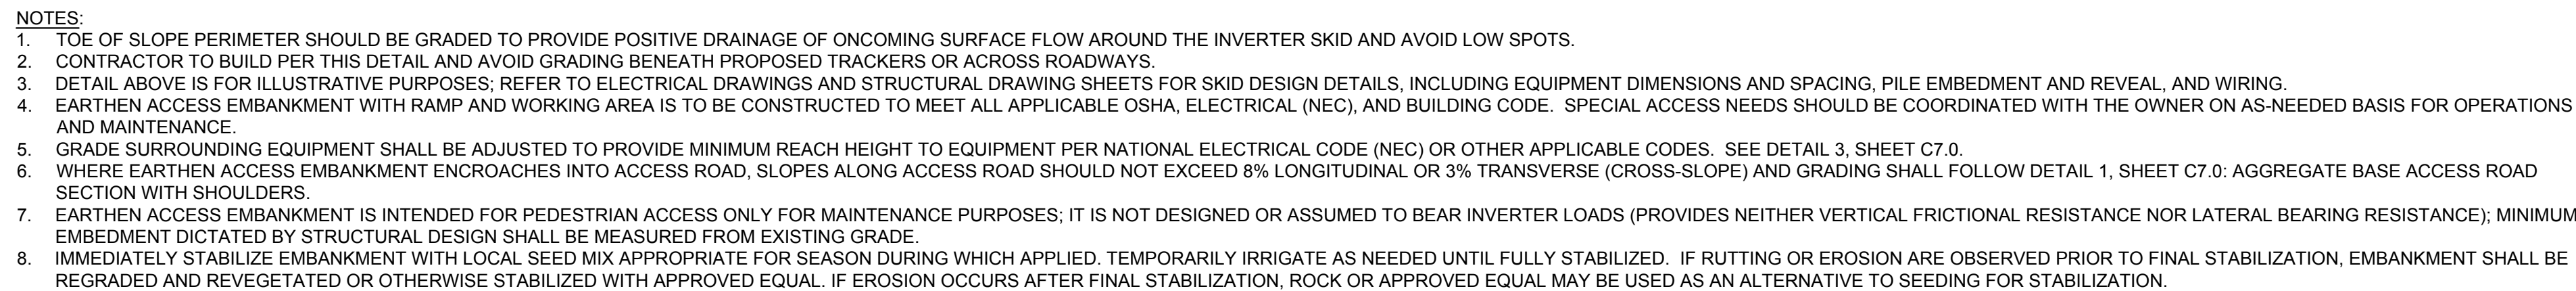 NOTES:
1. TOE OF SLOPE PERIMETER SHOULD BE GRADED TO PROVIDE POSITIVE DRAINAGE OF ONCOMING SURFACE FLOW AROUND THE INVERTER SKID AND AVOID LOW SPOTS.
2. CONTRACTOR TO BUILD PER THIS DETAIL AND AVOID GRADING BENEATH PROPOSED TRACKERS OR ACROSS ROADWAYS.
3. DETAIL ABOVE IS FOR ILLUSTRATIVE PURPOSES; REFER TO ELECTRICAL DRAWINGS AND STRUCTURAL DRAWING SHEETS FOR SKID DESIGN DETAILS, INCLUDING EQUIPMENT DIMENSIONS AND SPACING, PILE EMBEDMENT AND REVEAL, AND WIRING.
4. EARTHEN ACCESS EMBANKMENT WITH RAMP AND WORKING AREA IS TO BE CONSTRUCTED TO MEET ALL APPLICABLE OSHA, ELECTRICAL (NEC), AND BUILDING CODE. SPECIAL ACCESS NEEDS SHOULD BE COORDINATED WITH THE OWNER ON AS-NEEDED BASIS FOR OPERATIONS
AND MAINTENANCE.
5. GRADE SURROUNDING EQUIPMENT SHALL BE ADJUSTED TO PROVIDE MINIMUM REACH HEIGHT TO EQUIPMENT PER NATIONAL ELECTRICAL CODE (NEC) OR OTHER APPLICABLE CODES. SEE DETAIL 3, SHEET C7.0.
6. WHERE EARTHEN ACCESS EMBANKMENT ENCROACHES INTO ACCESS ROAD, SLOPES ALONG ACCESS ROAD SHOULD NOT EXCEED 8% LONGITUDINAL OR 3% TRANSVERSE (CROSS-SLOPE) AND GRADING SHALL FOLLOW DETAIL 1, SHEET C7.0: AGGREGATE BASE ACCESS ROAD
SECTION WITH SHOULDERS.
7. EARTHEN ACCESS EMBANKMENT IS INTENDED FOR PEDESTRIAN ACCESS ONLY FOR MAINTENANCE PURPOSES; IT IS NOT DESIGNED OR ASSUMED TO BEAR INVERTER LOADS (PROVIDES NEITHER VERTICAL FRICTIONAL RESISTANCE NOR LATERAL BEARING RESISTANCE); MINIMUM
EMBEDMENT DICTATED BY STRUCTURAL DESIGN SHALL BE MEASURED FROM EXISTING GRADE.
8. IMMEDIATELY STABILIZE EMBANKMENT WITH LOCAL SEED MIX APPROPRIATE FOR SEASON DURING WHICH APPLIED. TEMPORARILY IRRIGATE AS NEEDED UNTIL FULLY STABILIZED. IF RUTTING OR EROSION ARE OBSERVED PRIOR TO FINAL STABILIZATION, EMBANKMENT SHALL BE
REGRADED AND REVEGETATED OR OTHERWISE STABILIZED WITH APPROVED EQUAL. IF EROSION OCCURS AFTER FINAL STABILIZATION, ROCK OR APPROVED EQUAL MAY BE USED AS AN ALTERNATIVE TO SEEDING FOR STABILIZATION.